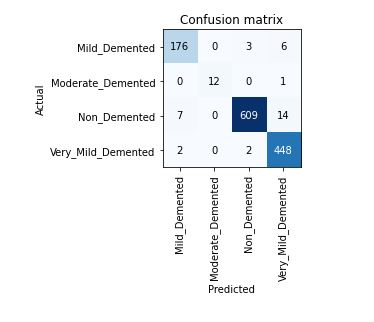 Confusion matrix
Actual
Mild_Demented 176 0 3 6
Moderate_Demented 0 12 0 1
Non_Demented 7 0 609 14
Very_Mild_Demented 2 0 2 448
Mild_Demented
Moderate_Demented
Non_Demented
Very_Mild_Demented
Predicted